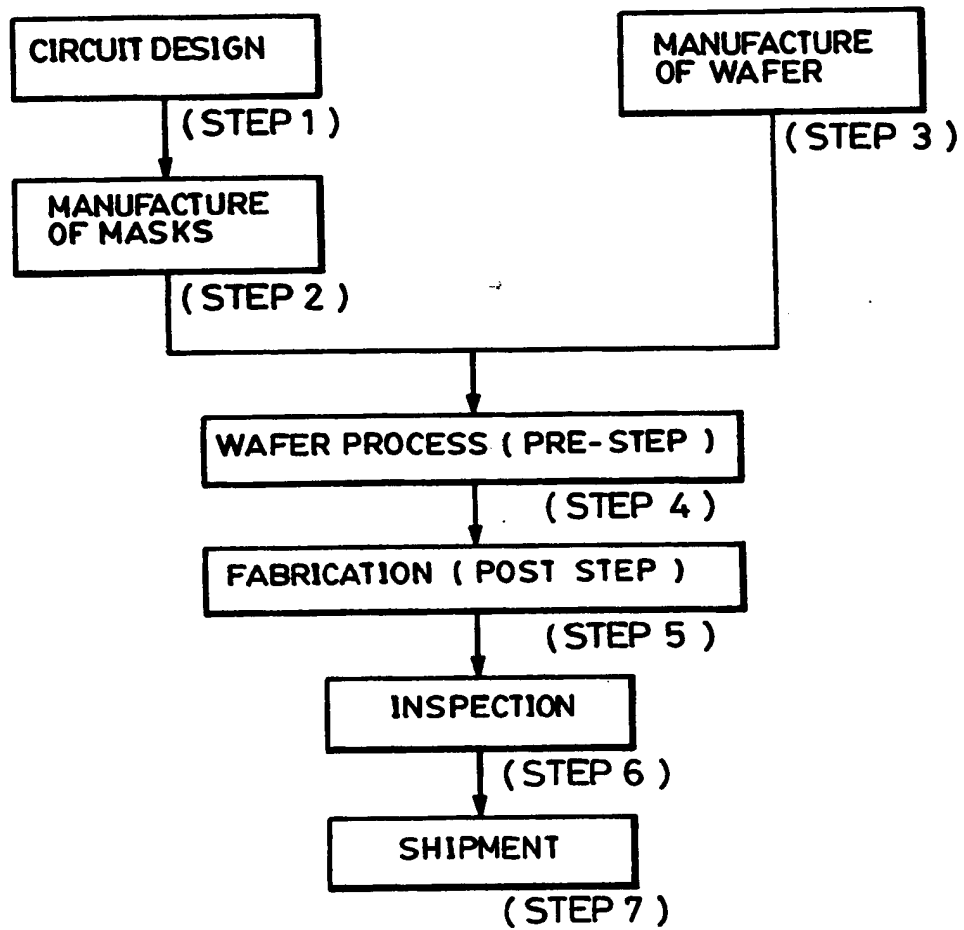 CIRCUIT DESIGN
(STEP 1)
MANUFACTURE
OF MASKS
(STEP 2)
MANUFACTURE
OF WAFER
(STEP 3)
WAFER PROCESS (PRE-STEP)
(STEP 4)
FABRICATION (POST STEP)
(STEP 5)
INSPECTION
(STEP 6)
SHIPMENT
(STEP 7)